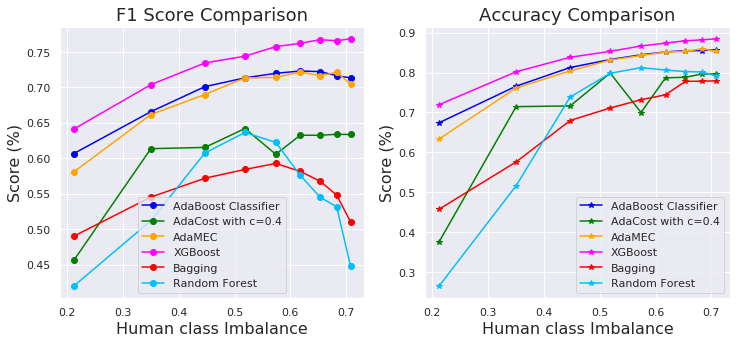 F1 Score Comparison
Score (%)
0.75
0.70
0.65
0.60
0.55
0.50
0.45
0.2 0.3 0.4 0.5 0.6 0.7
Human class Imbalance
AdaBoost Classifier
AdaCost with c=0.4
AdaMEC
XGBoost
Bagging
Random Forest
Accuracy Comparison
Score (%)
0.9
0.8
0.7
0.6
0.5
0.4
0.3
0.2 0.3 0.4 0.5 0.6 0.7
Human class Imbalance
AdaBoost Classifier
AdaCost with c=0.4
AdaMEC
XGBoost
Bagging
Random Forest